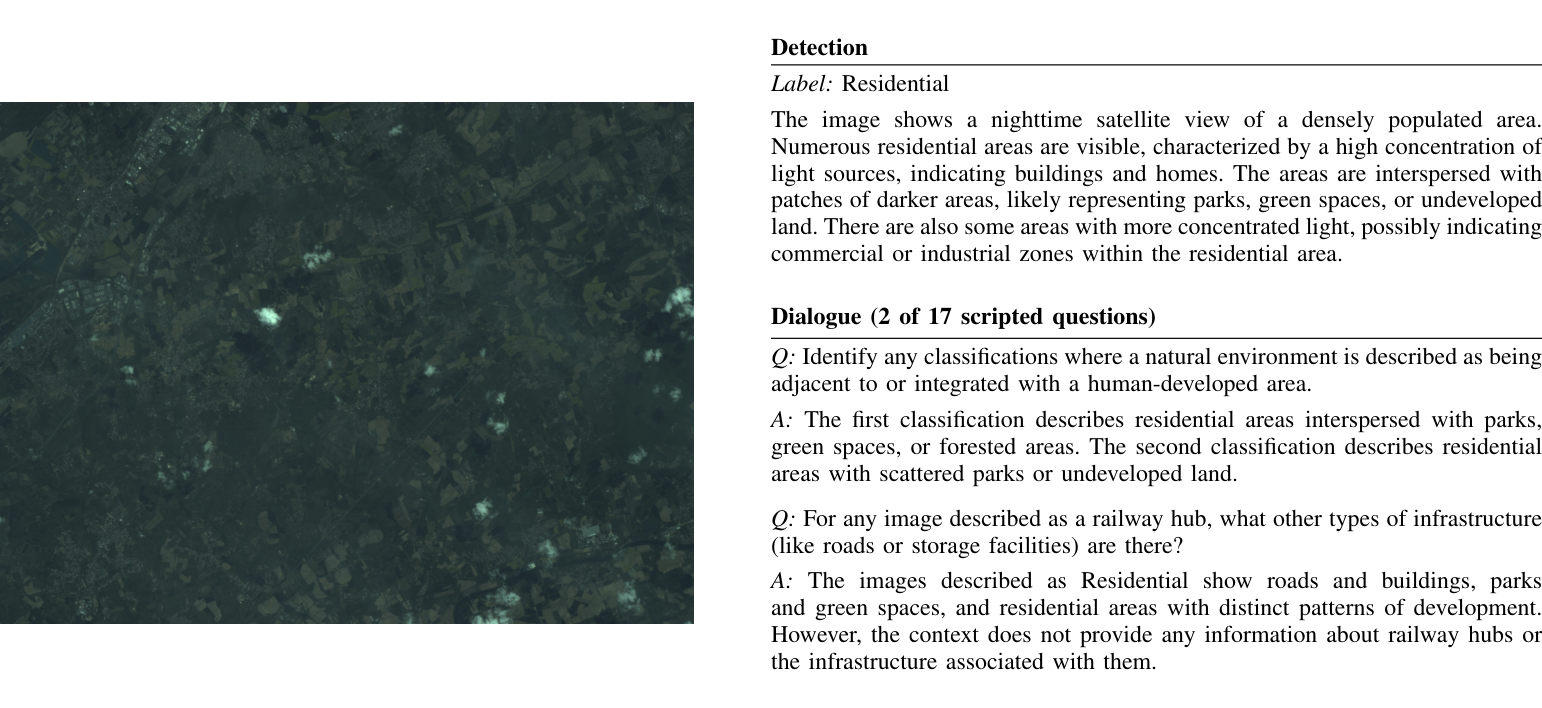 Detection
Label: Residential
The image shows a nighttime satellite view of a densely populated area.
Numerous residential areas are visible, characterized by a high concentration of
light sources, indicating buildings and homes. The areas are interspersed with
patches of darker areas, likely representing parks, green spaces, or undeveloped
land. There are also some areas with more concentrated light, possibly indicating
commercial or industrial zones within the residential area.
Dialogue (2 of 17 scripted questions)
Q: Identify any classifications where a natural environment is described as being
adjacent to or integrated with a human-developed area.
A: The first classification describes residential areas interspersed with parks,
green spaces, or forested areas. The second classification describes residential
areas with scattered parks or undeveloped land.
Q: For any image described as a railway hub, what other types of infrastructure
(like roads or storage facilities) are there?
A: The images described as Residential show roads and buildings, parks
and green spaces, and residential areas with distinct patterns of development.
However, the context does not provide any information about railway hubs or
the infrastructure associated with them.